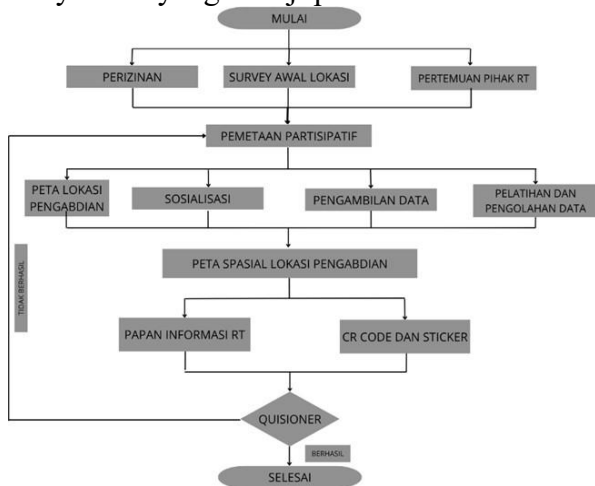 MULAI
PERIZINAN
SURVEY AWAL LOKASI
PERTEMUAN PIHAK RT
PEMETAAN PARTISIPATIF
PETA LOKASI
PENGABDIAN
SOSIALISASI
PENGAMBILAN DATA
PELATIHAN DAN
PENGOLAHAN DATA
PETA SPASIAL LOKASI PENGABDIAN
TIDAK BERHASIL
PAPAN INFORMASI RT
CR CODE DAN STICKER
QUISIONER
BERHASIL
SELESAI